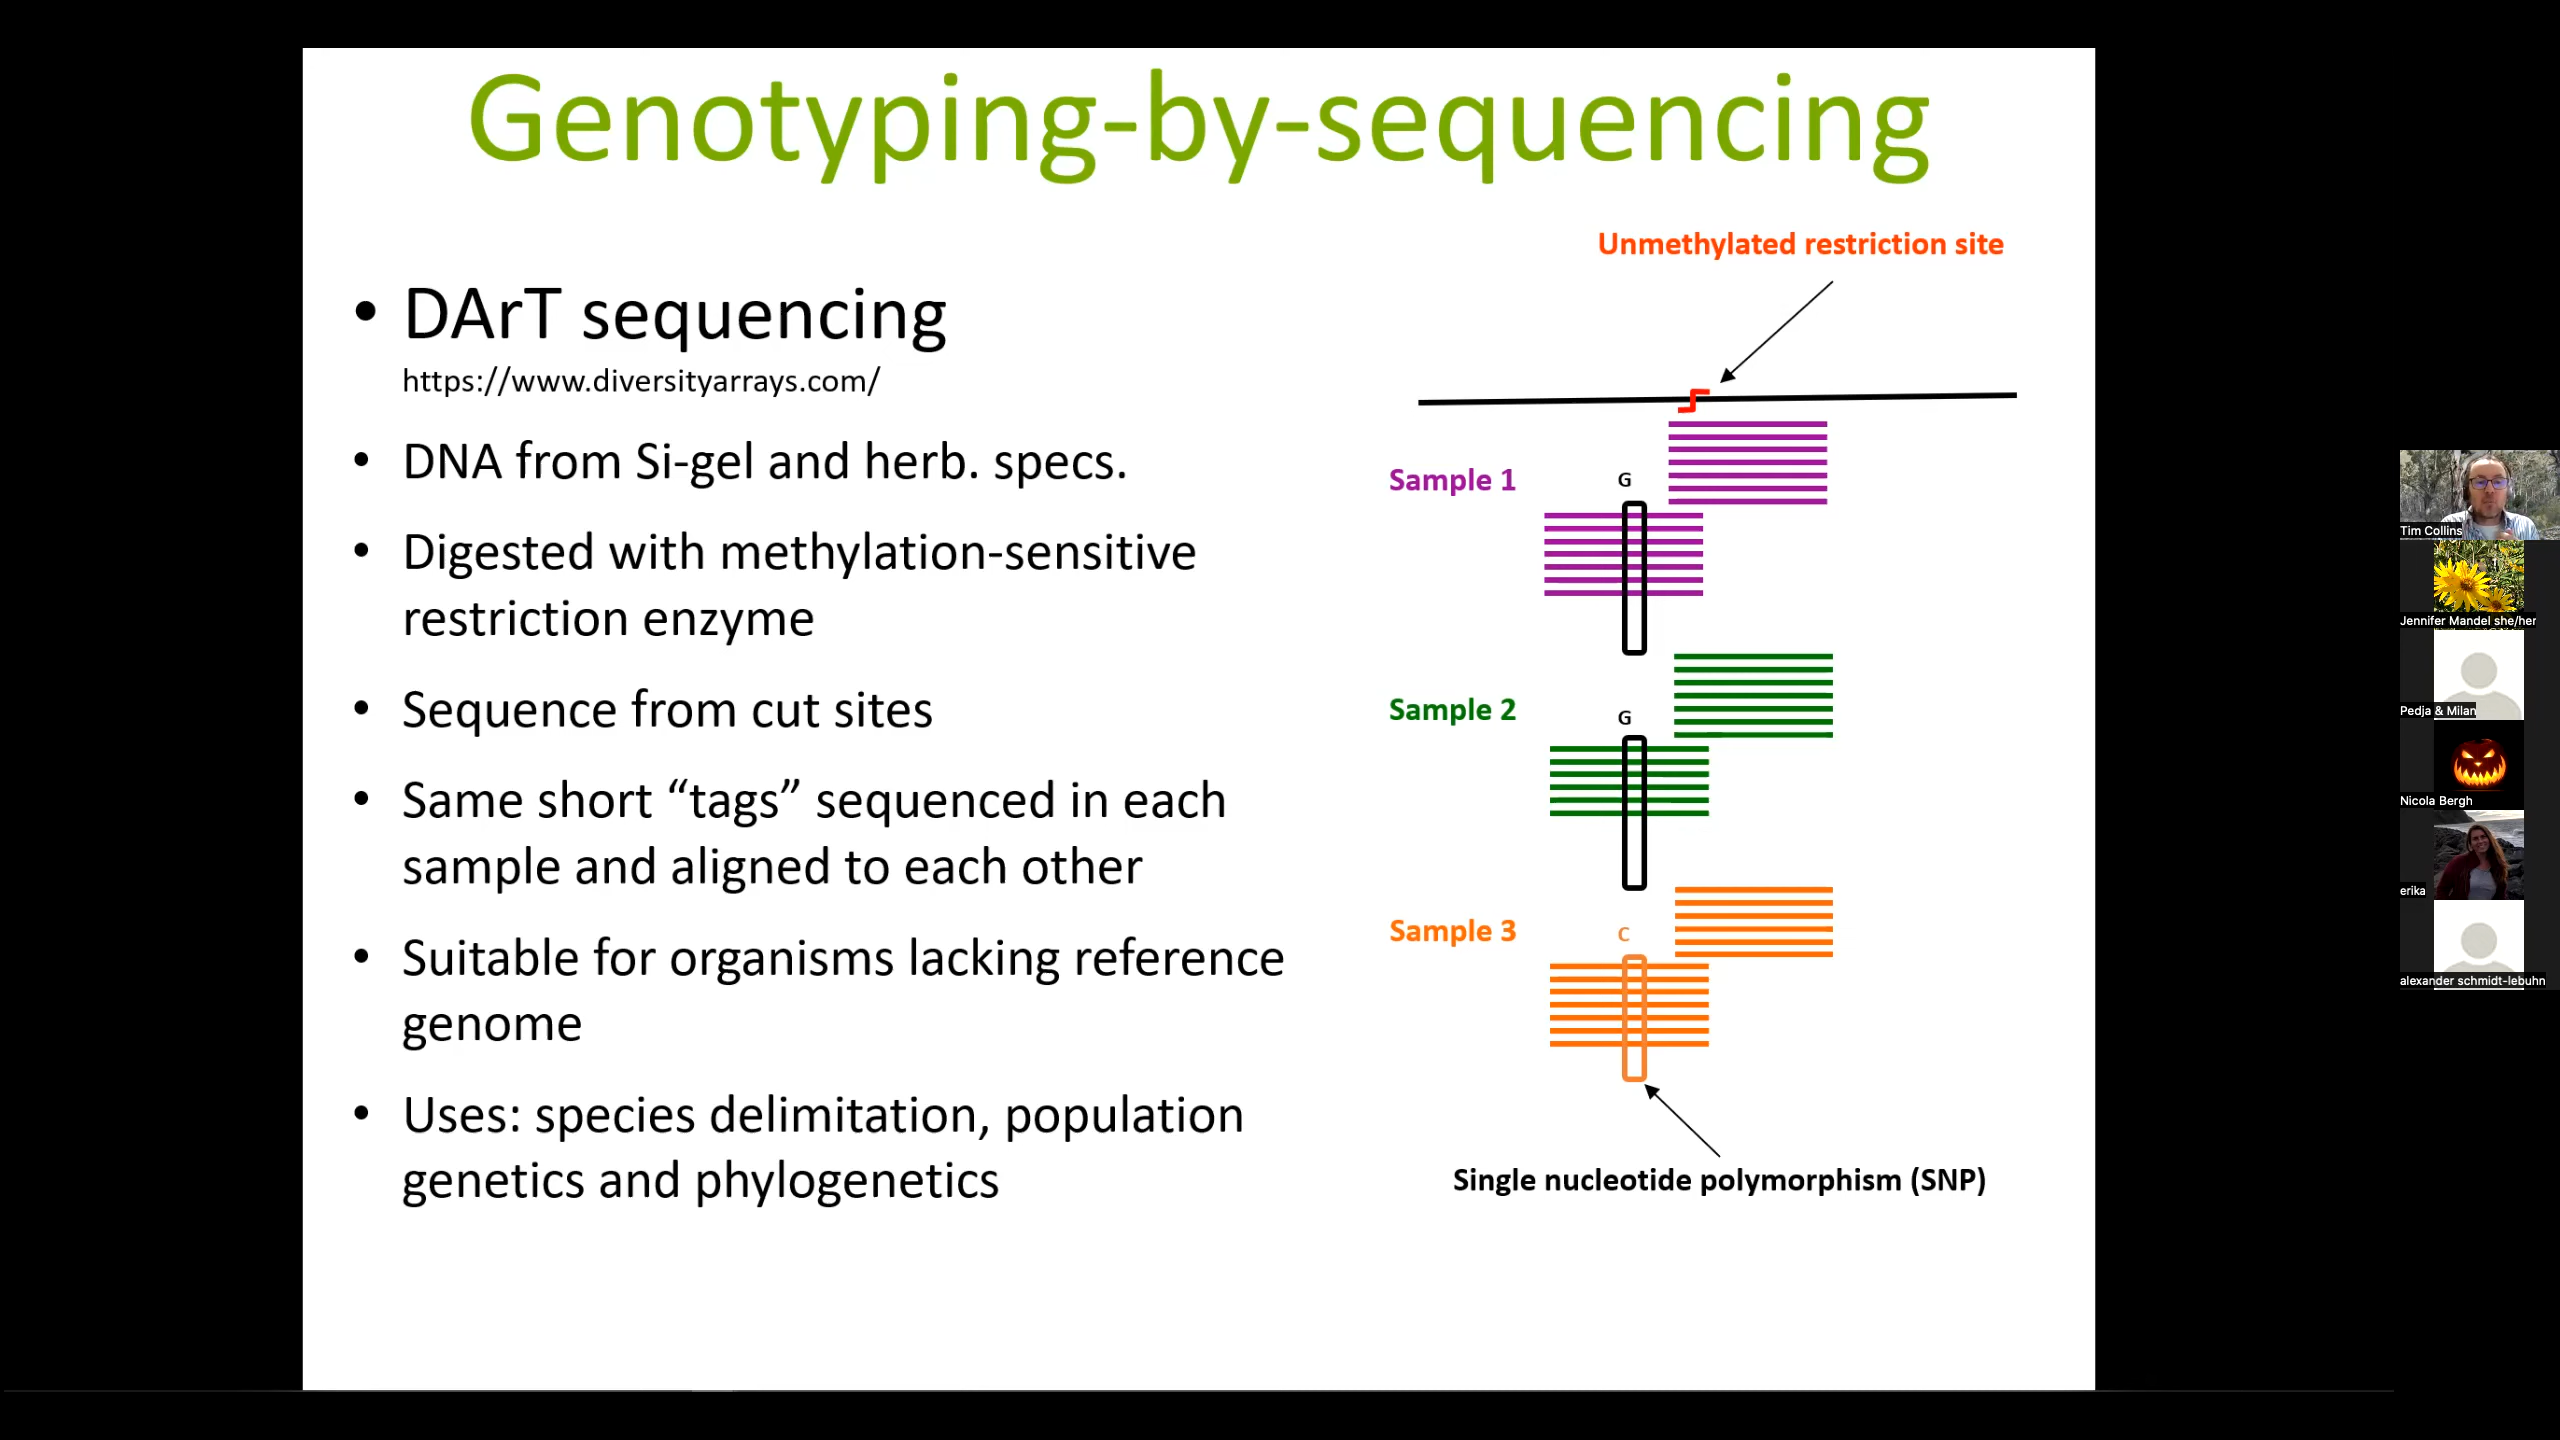 Genotyping-by-sequencing
• DArT sequencing
https://www.diversityarrays.com/
• DNA from Si-gel and herb. specs.
• Digested with methylation-sensitive
restriction enzyme
• Sequence from cut sites
• Same short “tags” sequenced in each
sample and aligned to each other
• Suitable for organisms lacking reference
genome
• Uses: species delimitation, population
genetics and phylogenetics
Unmethylated restriction site
Sample 1
G
Sample 2
G
Sample 3
C
Single nucleotide polymorphism (SNP)
Tim Collins
Jennifer Mandel she/her
Pedja & Milan
Nicola Bergh
erika
alexander schmidt-lebuhn